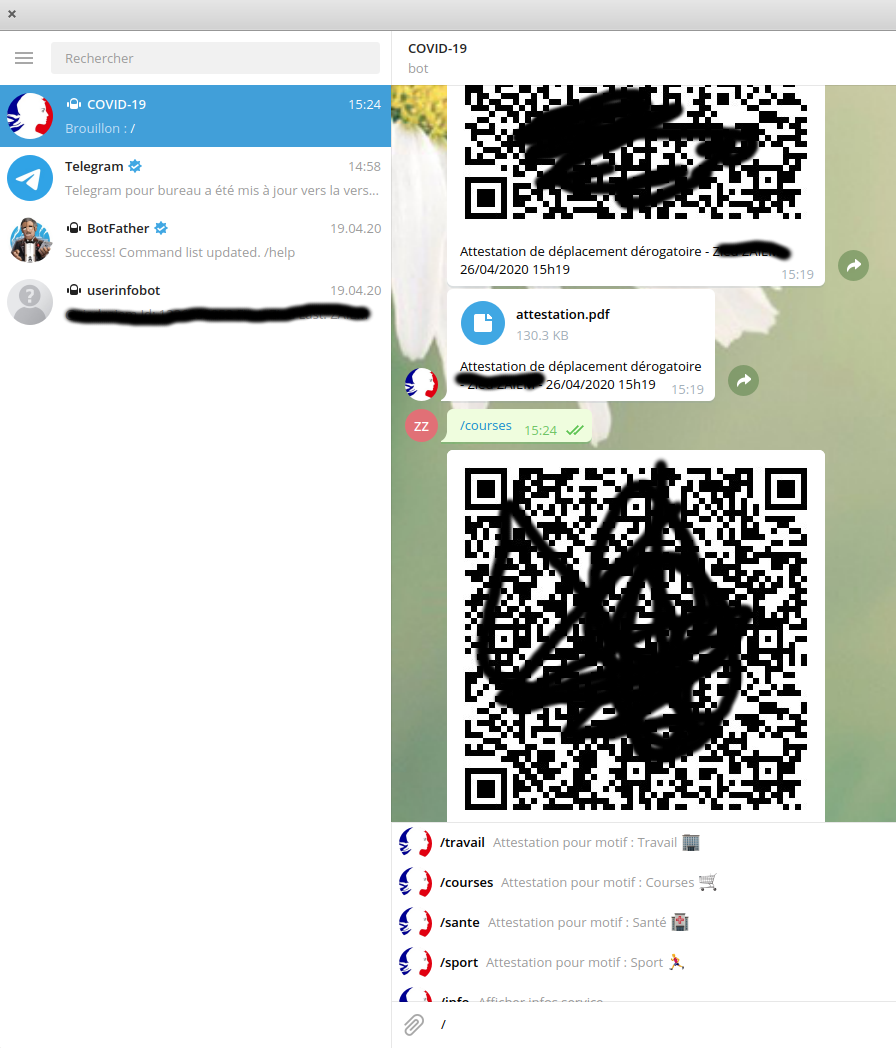 Rechercher
COVID-19
15:24
Brouillon : /
Telegram
14:58
Telegram pour bureau a été mis à jour vers la vers...
BotFather
19.04.20
Success! Command list updated. /help
userinfobot
19.04.20
COVID-19
bot
Attestation de déplacement dérogatoire -
26/04/2020 15h19
15:19
attestation.pdf
130.3 KB
Attestation de déplacement dérogatoire
- 26/04/2020 15h19
15:19
ZZ
/courses
15:24
/travail Attestation pour motif : Travail
/courses Attestation pour motif : Courses
/sante Attestation pour motif : Santé
/sport Attestation pour motif : Sport
/info Afficher infos service
/